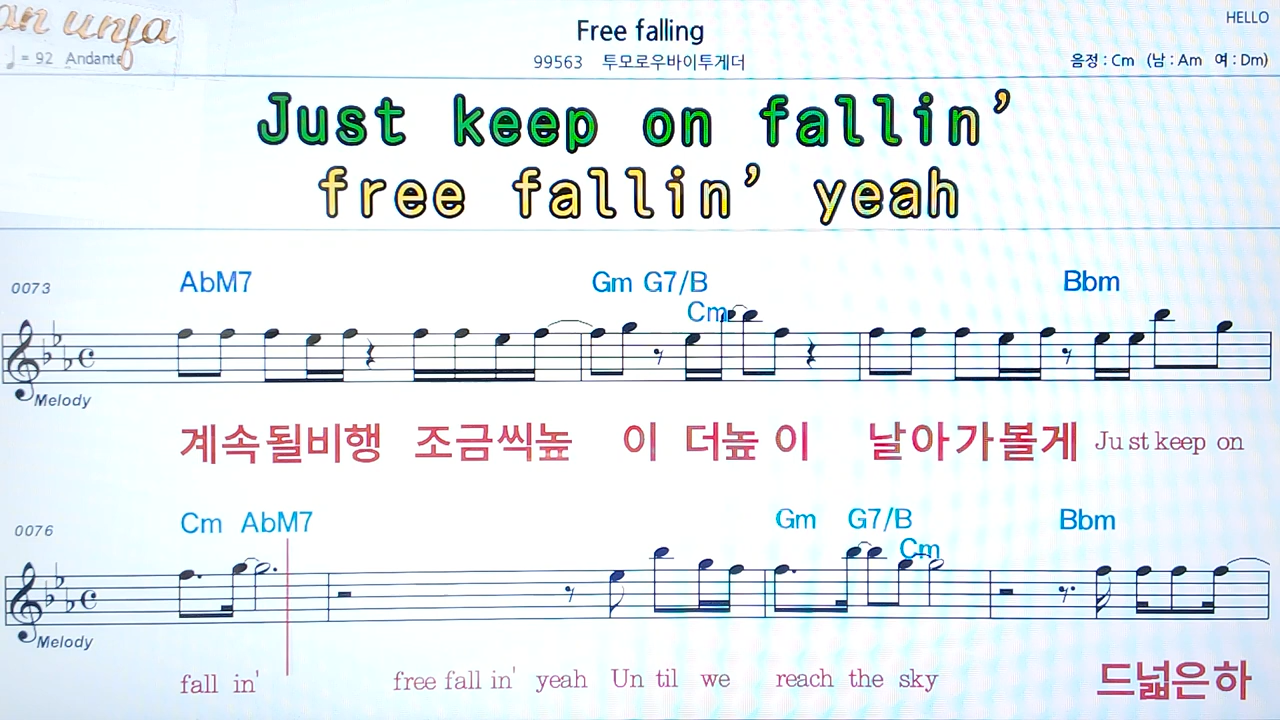 HELLO
Free falling
♩ = 92 Andante
99563 투모로우바이투게더
음정 : Cm (남 : Am 여 : Dm)
Just keep on fallin’
free fallin’ yeah
0073 AbM7 Gm G7/B Bbm
Cm
Melody
계속될비행 조금씩높 이 더높 이 날아가볼게 Ju st keep on
0076 Cm AbM7 Gm G7/B Bbm
Cm
Melody
fall in' free fall in' yeah Un til we reach the sky 드넓은하